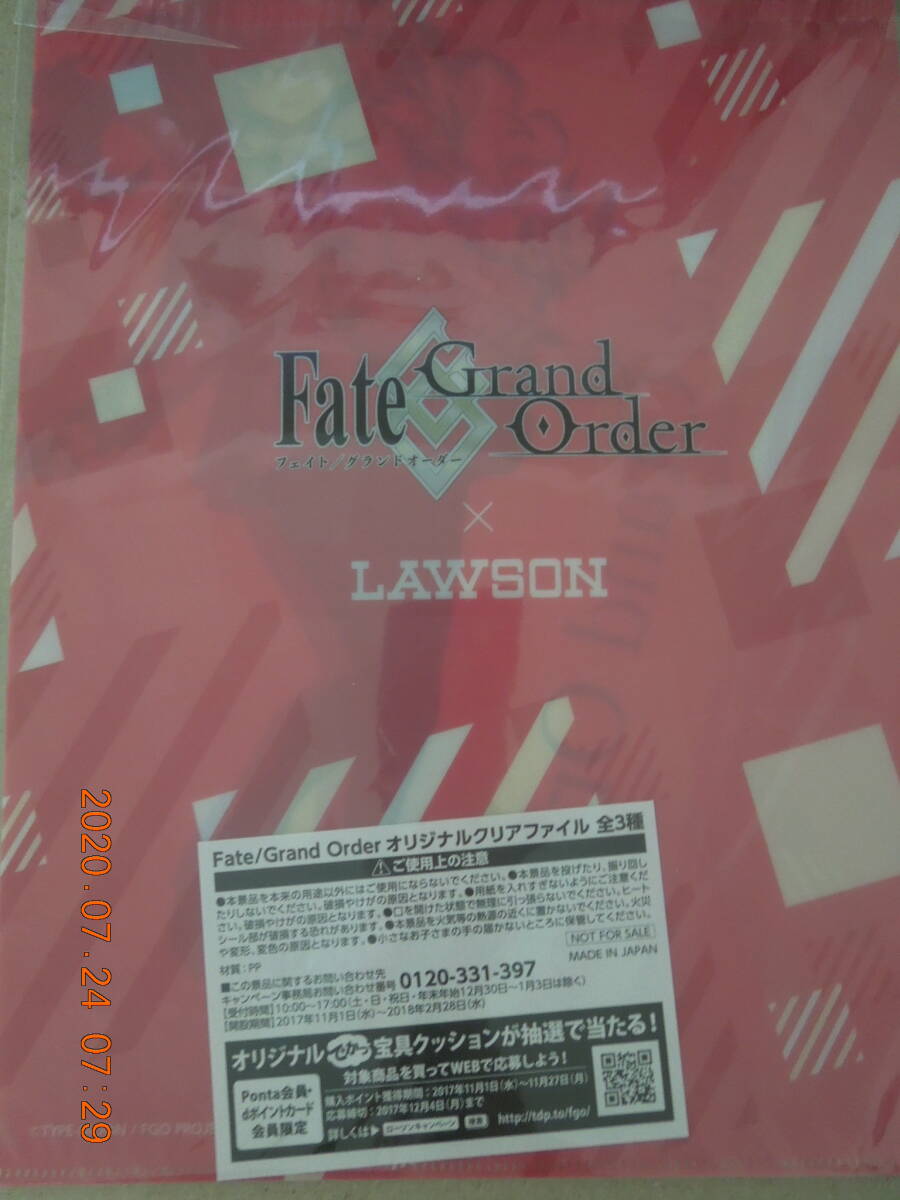 Fate Grand Order
フェイト/グランドオーダー
×
LAWSON
Fate/Grand Order オリジナルクリアファイル 全3種
ご使用上の注意
●本景品を本来の用途以外にはご使用にならないでください。●本景品を投げたり、振り回し
たりしないでください。破損やけがの原因となります。●用紙を入れすぎないようにご注意くだ
さい。破損やけがの原因となります。●口を開けた状態で無理に引っ張らないでください。ヒート
シール部が破損する恐れがあります。●本景品を火気等の熱源の近くに置かないでください。火災
や変形、変色の原因となります。●小さなお子さまの手の届かないところに保管してください。
NOT FOR SALE
材質:PP
MADE IN JAPAN
■この景品に関するお問い合わせ先
キャンペーン事務局お問い合わせ番号 0120-331-397
【受付時間】10:00〜17:00(土・日・祝日・年末年始12月30日〜1月3日は除く)
【開設期間】2017年11月1日(水)〜2018年2月28日(水)
オリジナルでかっ宝具クッションが抽選で当たる!
対象商品を買ってWEBで応募しよう!
Ponta会員・
dポイントカード
会員限定
購入ポイント獲得期間:2017年11月1日(水)〜11月27日(月)
応募締切:2017年12月4日(月)まで
詳しくは▶ ローソンキャンペーン 検索 http://tdp.to/fgo/
©TYPE-MOON / FGO PROJ
2020.07.24 07:29